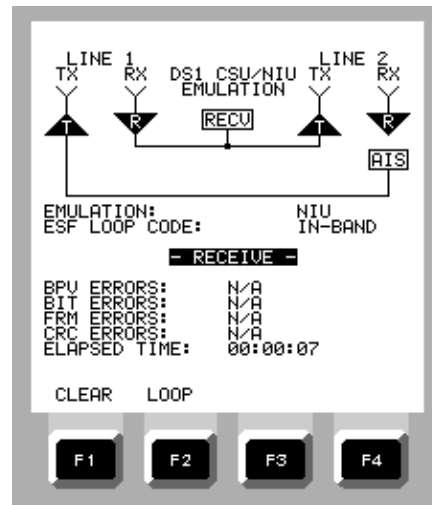 LINE 1 LINE 2
TX RX DS1 CSU/NIU TX RX
EMULATION
T R RECV T R
AIS
EMULATION: NIU
ESF LOOP CODE: IN-BAND
- RECEIVE -
BPV ERRORS: N/A
BIT ERRORS: N/A
FRM ERRORS: N/A
CRC ERRORS: N/A
ELAPSED TIME: 00:00:07
CLEAR LOOP
F1 F2 F3 F4